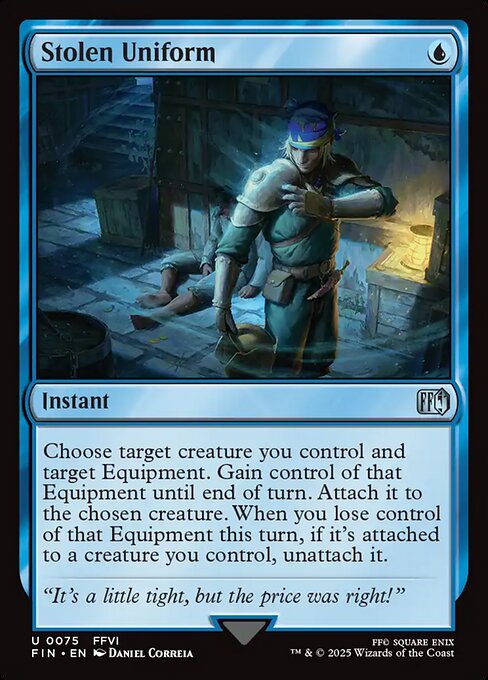 Stolen Uniform
Instant
FF
Choose target creature you control and
target Equipment. Gain control of that
Equipment until end of turn. Attach it to
the chosen creature. When you lose control
of that Equipment this turn, if it's attached
to a creature you control, unattach it.
“It's a little tight, but the price was right!”
U 0075 FFVI
FIN • EN Daniel Correia
FF© SQUARE ENIX
™ & © 2025 Wizards of the Coast